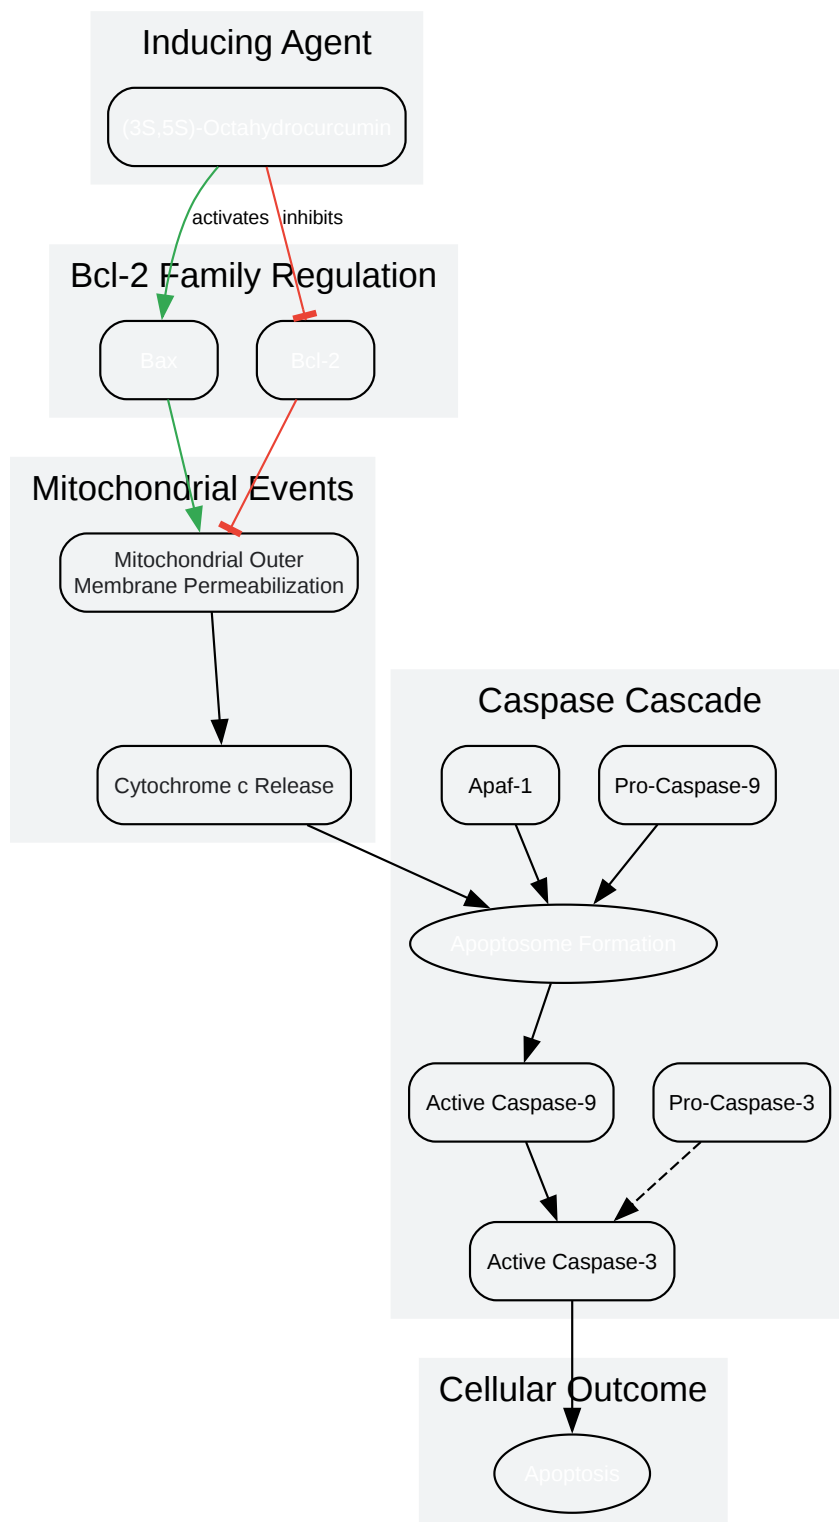 Inducing Agent
(3S,5S)-Octahydrocurcumin
activates inhibits
Bcl-2 Family Regulation
Bax
Bcl-2
Mitochondrial Events
Mitochondrial Outer
Membrane Permeabilization
Cytochrome c Release
Caspase Cascade
Apaf-1
Pro-Caspase-9
Apoptosome Formation
Active Caspase-9
Pro-Caspase-3
Active Caspase-3
Cellular Outcome
Apoptosis